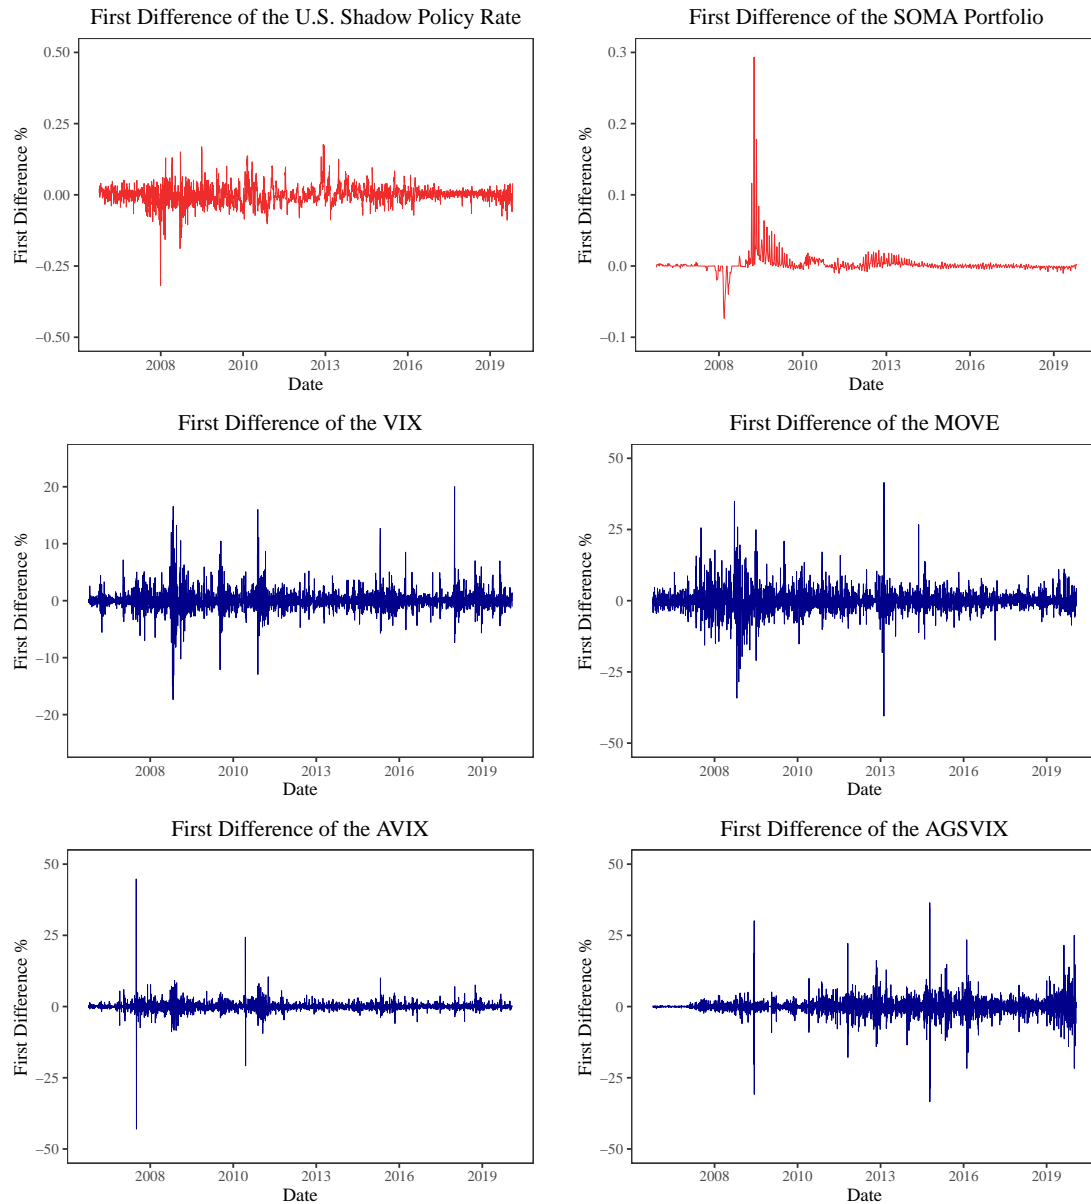 First Difference of the U.S. Shadow Policy Rate
First Difference %
0.50
0.25
0.00
−0.25
−0.50
2008 2010 2013 2016 2019
Date
First Difference of the SOMA Portfolio
First Difference %
0.3
0.2
0.1
0.0
−0.1
2008 2010 2013 2016 2019
Date
First Difference of the VIX
First Difference %
20
10
0
−10
−20
2008 2010 2013 2016 2019
Date
First Difference of the MOVE
First Difference %
50
25
0
−25
−50
2008 2010 2013 2016 2019
Date
First Difference of the AVIX
First Difference %
50
25
0
−25
−50
2008 2010 2013 2016 2019
Date
First Difference of the AGSVIX
First Difference %
50
25
0
−25
−50
2008 2010 2013 2016 2019
Date